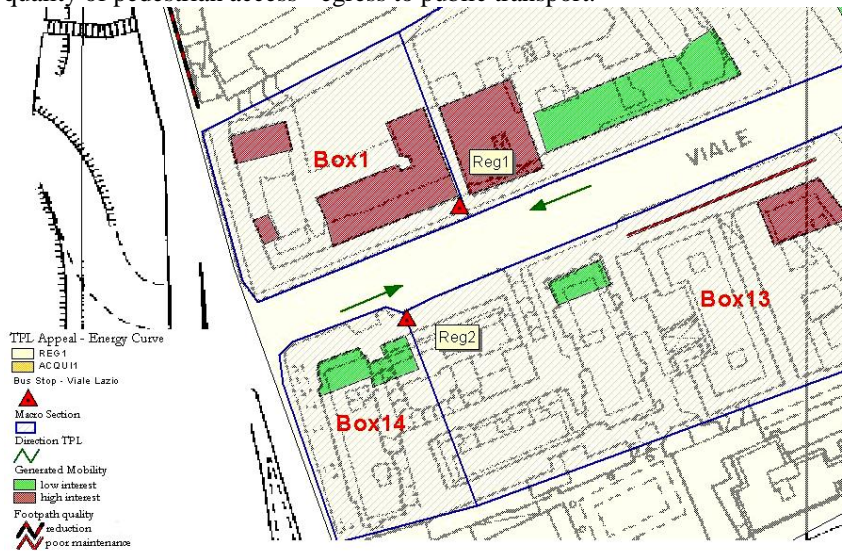 quality of pedestrian access - egress to public transport.
Box1
Reg1
VIALE
Box13
Reg2
Box14
TPL Appeal - Energy Curve
REG1
ACQUI1
Bus Stop - Viale Lazio
Macro Section
Direction TPL
Generated Mobility
low interest
high interest
Footpath quality
reduction
poor maintenance